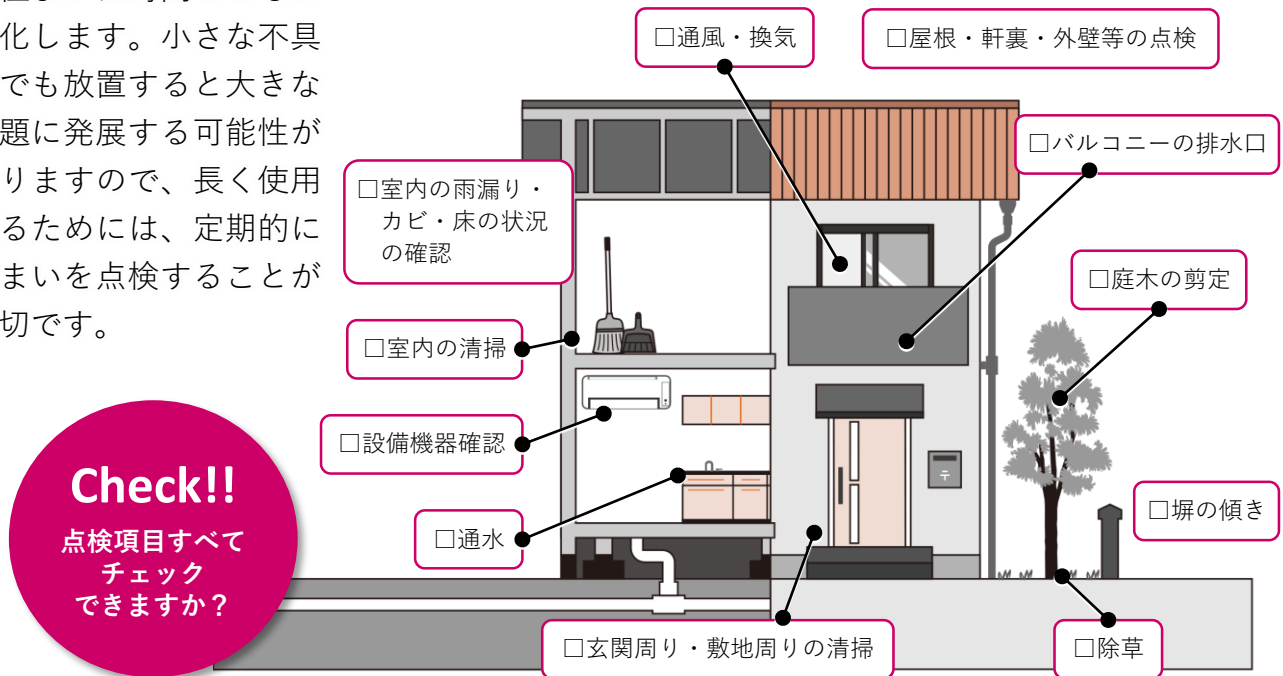 化します。小さな不具
でも放置すると大きな
題に発展する可能性が
りますので、長く使用
るためには、定期的に
まいを点検することが
切です。
□通風・換気
□屋根・軒裏・外壁等の点検
□バルコニーの排水口
□室内の雨漏り・
カビ・床の状況
の確認
□庭木の剪定
□室内の清掃
□設備機器確認
Check!!
点検項目すべて
チェック
できますか？
□通水
〒
□塀の傾き
□玄関周り・敷地周りの清掃
□除草